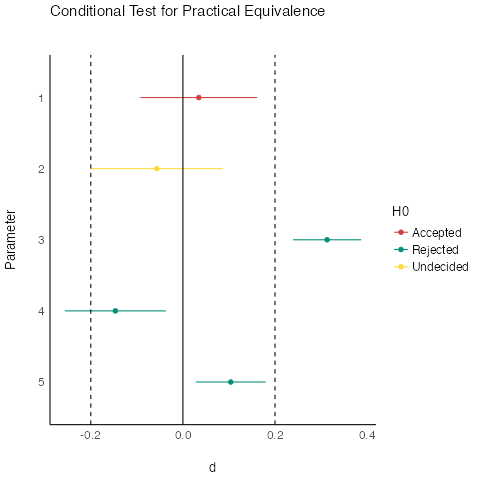 Conditional Test for Practical Equivalence
Parameter
1
2
3
4
5
-0.2
0.0
0.2
0.4
d
H0
Accepted
Rejected
Undecided